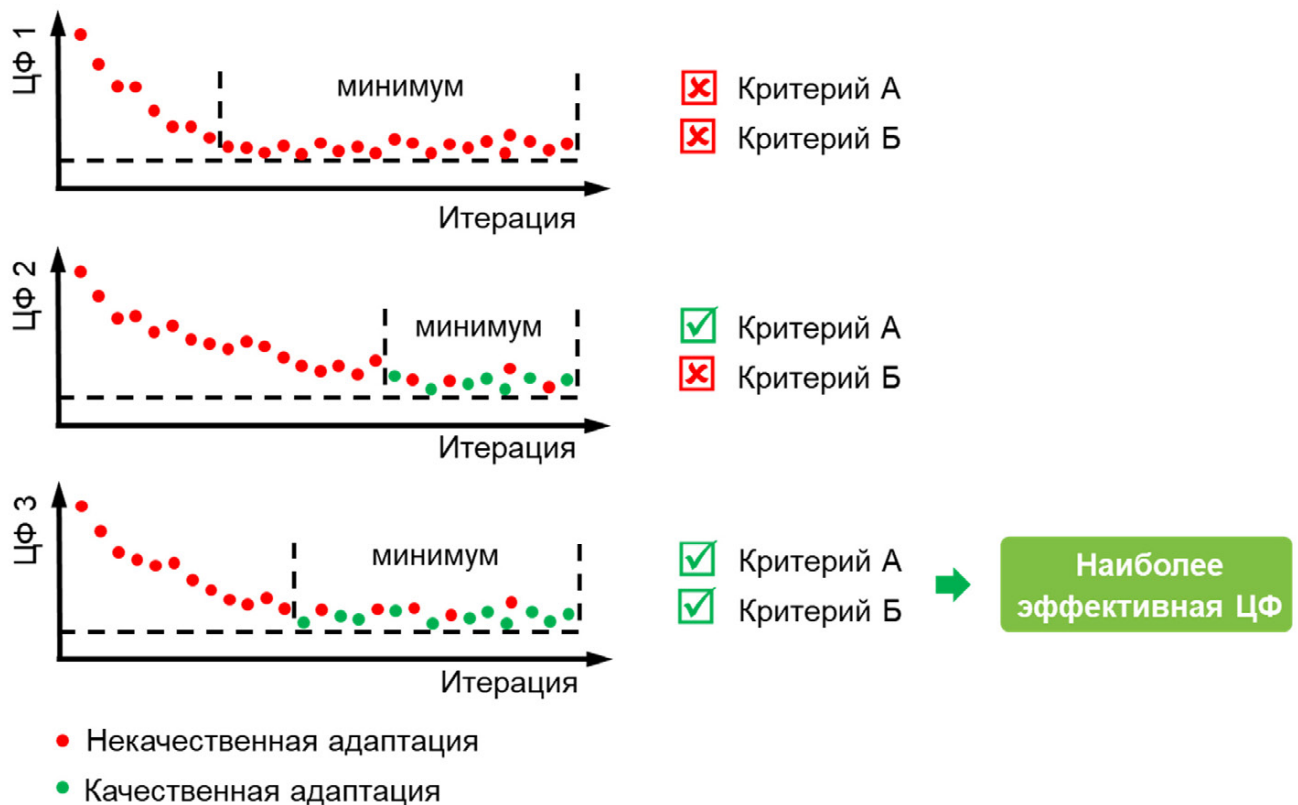 ЦФ 1
минимум
Итерация
Критерий А
Критерий Б
ЦФ 2
минимум
Итерация
Критерий А
Критерий Б
ЦФ 3
минимум
Итерация
Критерий А
Критерий Б
Наиболее
эффективная ЦФ
Некачественная адаптация
Качественная адаптация